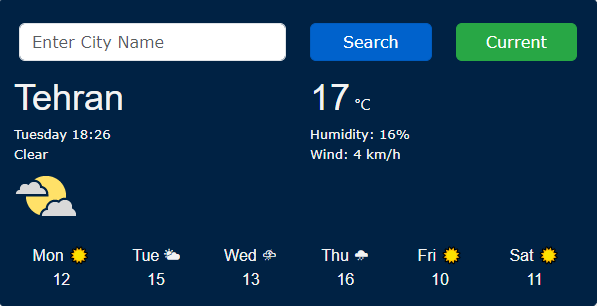 Enter City Name Search Current
Tehran 17 °C
Tuesday 18:26 Humidity: 16%
Clear Wind: 4 km/h
Mon Tue Wed Thu Fri Sat
12 15 13 16 10 11